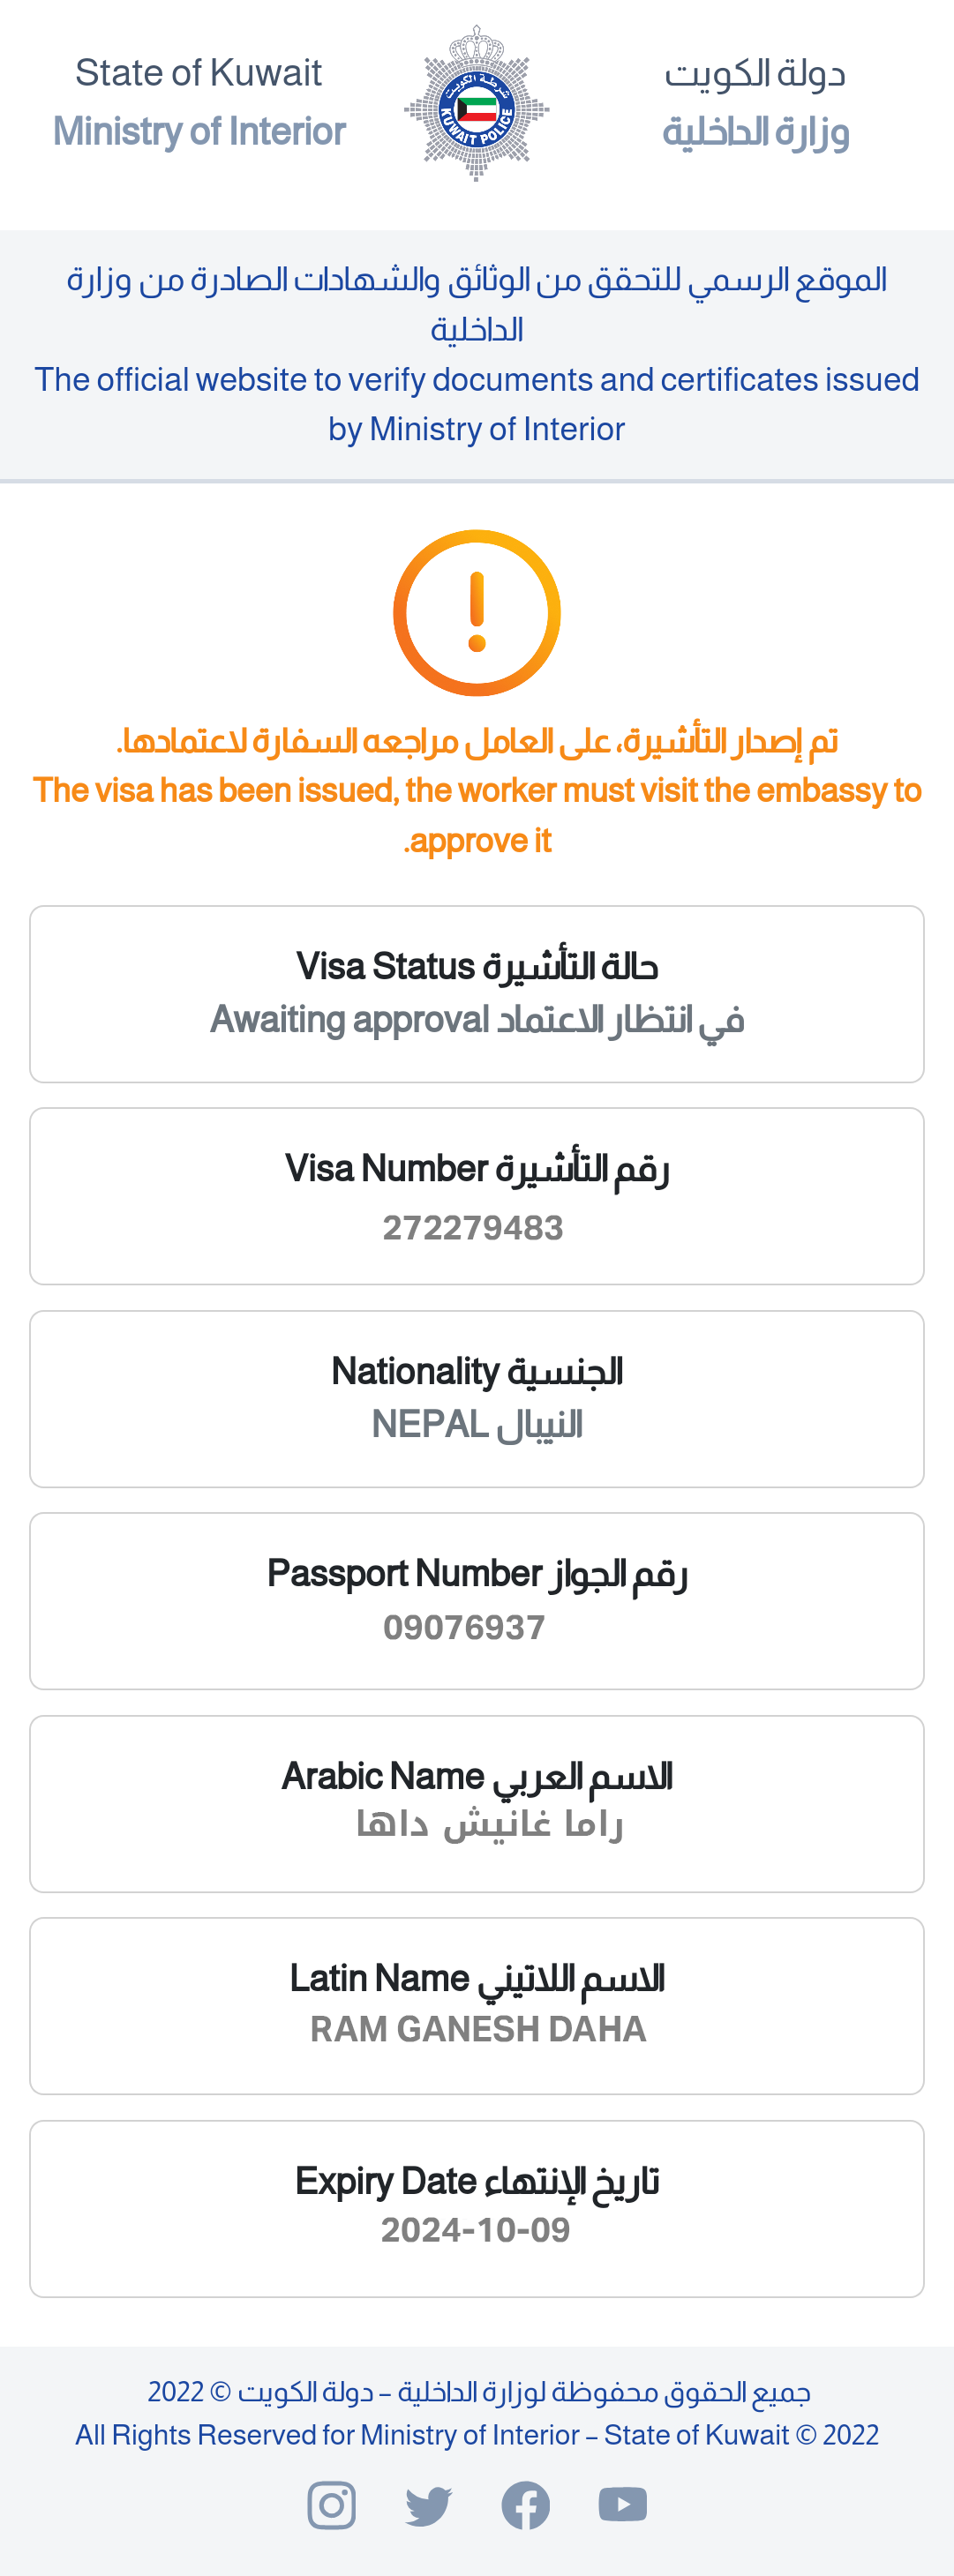 State of Kuwait
Ministry of Interior
شرطة الكويت
KUWAIT POLICE
دولة الكويت
وزارة الداخلية
الموقع الرسمي للتحقق من الوثائق والشهادات الصادرة من وزارة
الداخلية
The official website to verify documents and certificates issued
by Ministry of Interior
تم إصدار التأشيرة، على العامل مراجعه السفارة لاعتمادها.
The visa has been issued, the worker must visit the embassy to
.approve it
Visa Status حالة التأشيرة
Awaiting approval في انتظار الاعتماد
Visa Number رقم التأشيرة
272279483
Nationality الجنسية
NEPAL النيبال
Passport Number رقم الجواز
09076937
Arabic Name الاسم العربي
راما غانيش داها
Latin Name الاسم اللاتيني
RAM GANESH DAHA
Expiry Date تاريخ الإنتهاء
2024-10-09
جميع الحقوق محفوظة لوزارة الداخلية – دولة الكويت © 2022
All Rights Reserved for Ministry of Interior – State of Kuwait © 2022